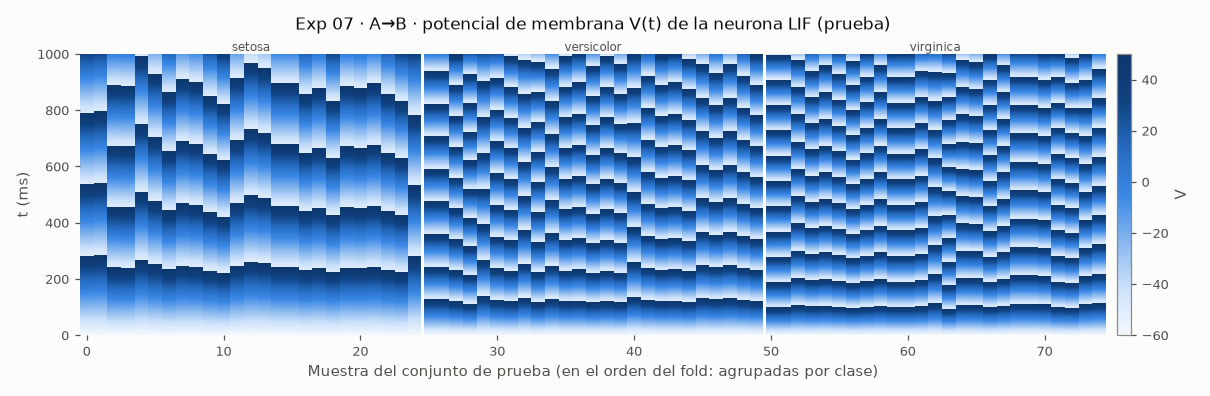 Exp 07 · A→B · potencial de membrana V(t) de la neurona LIF (prueba)
setosa
versicolor
virginica
1000
800
600
400
200
0
t (ms)
0
10
20
30
40
50
60
70
Muestra del conjunto de prueba (en el orden del fold: agrupadas por clase)
40
20
0
−20
−40
−60
V